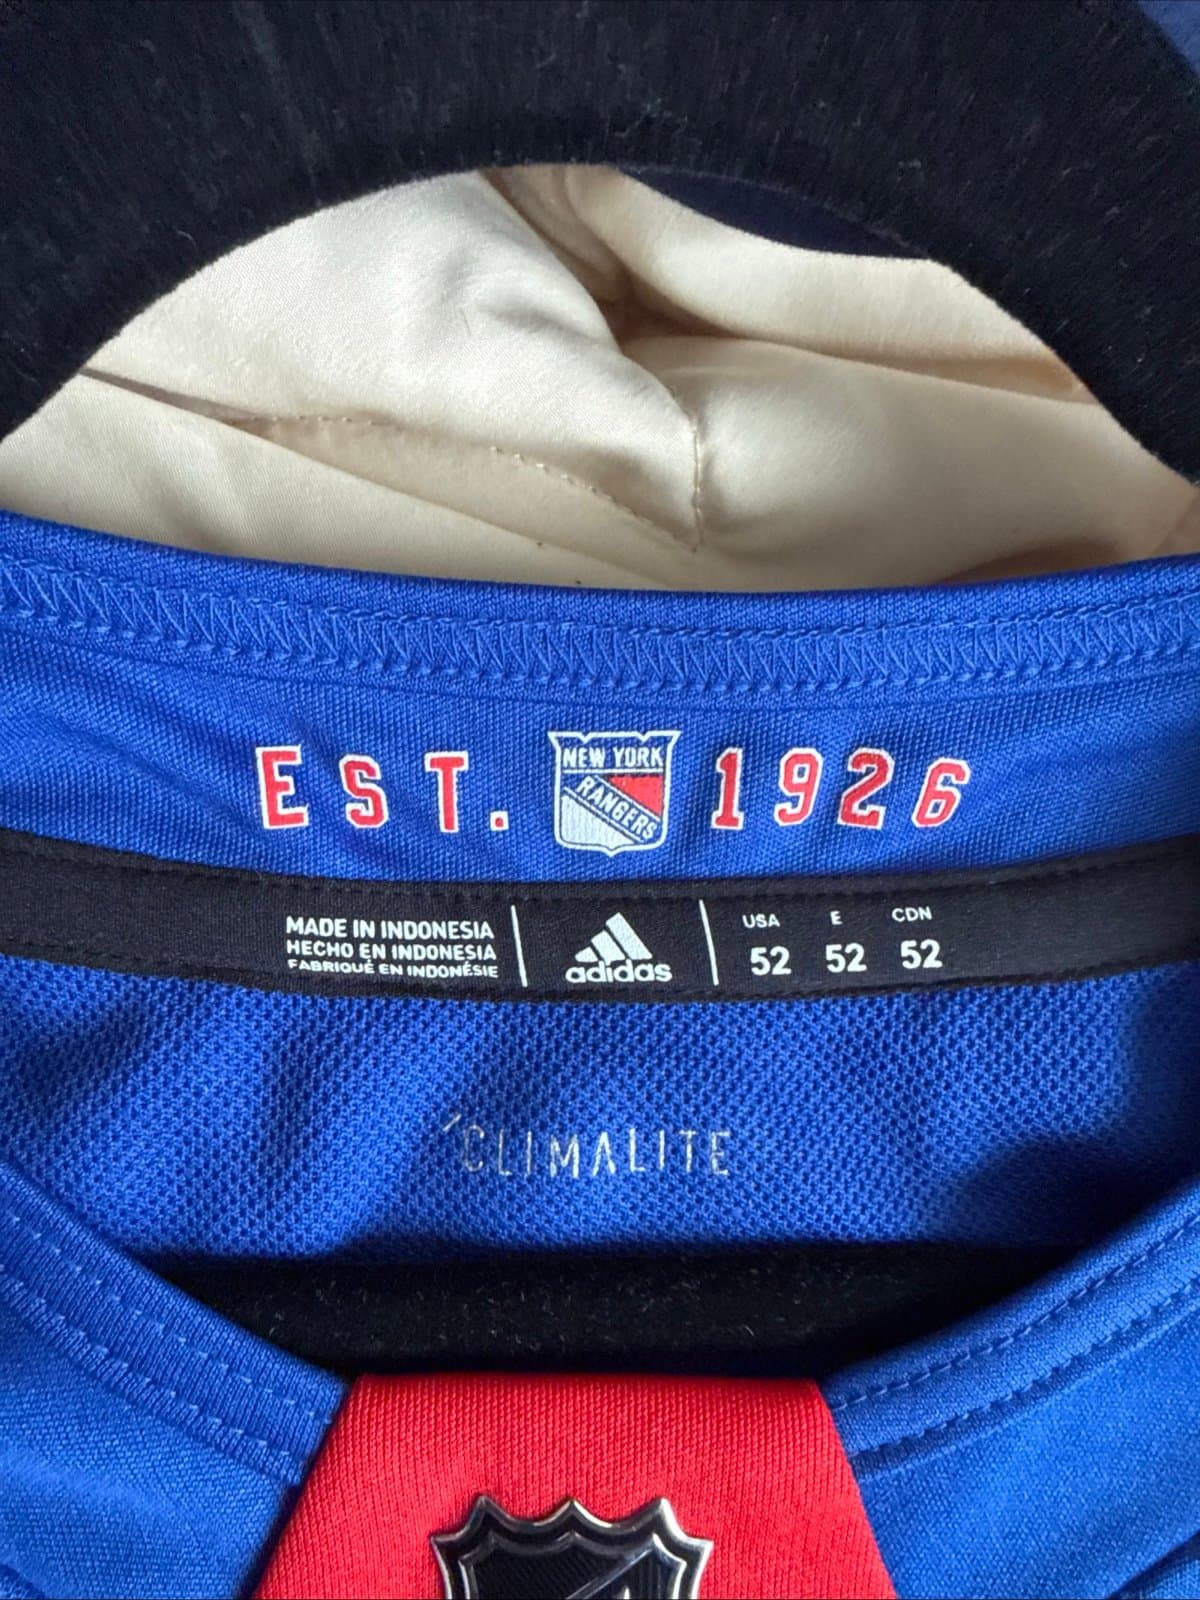 EST. NEW YORK RANGERS 1926
MADE IN INDONESIA
HECHO EN INDONESIA
FABRIQUÉ EN INDONÉSIE
adidas
USA E CDN
52 52 52
CLIMALITE